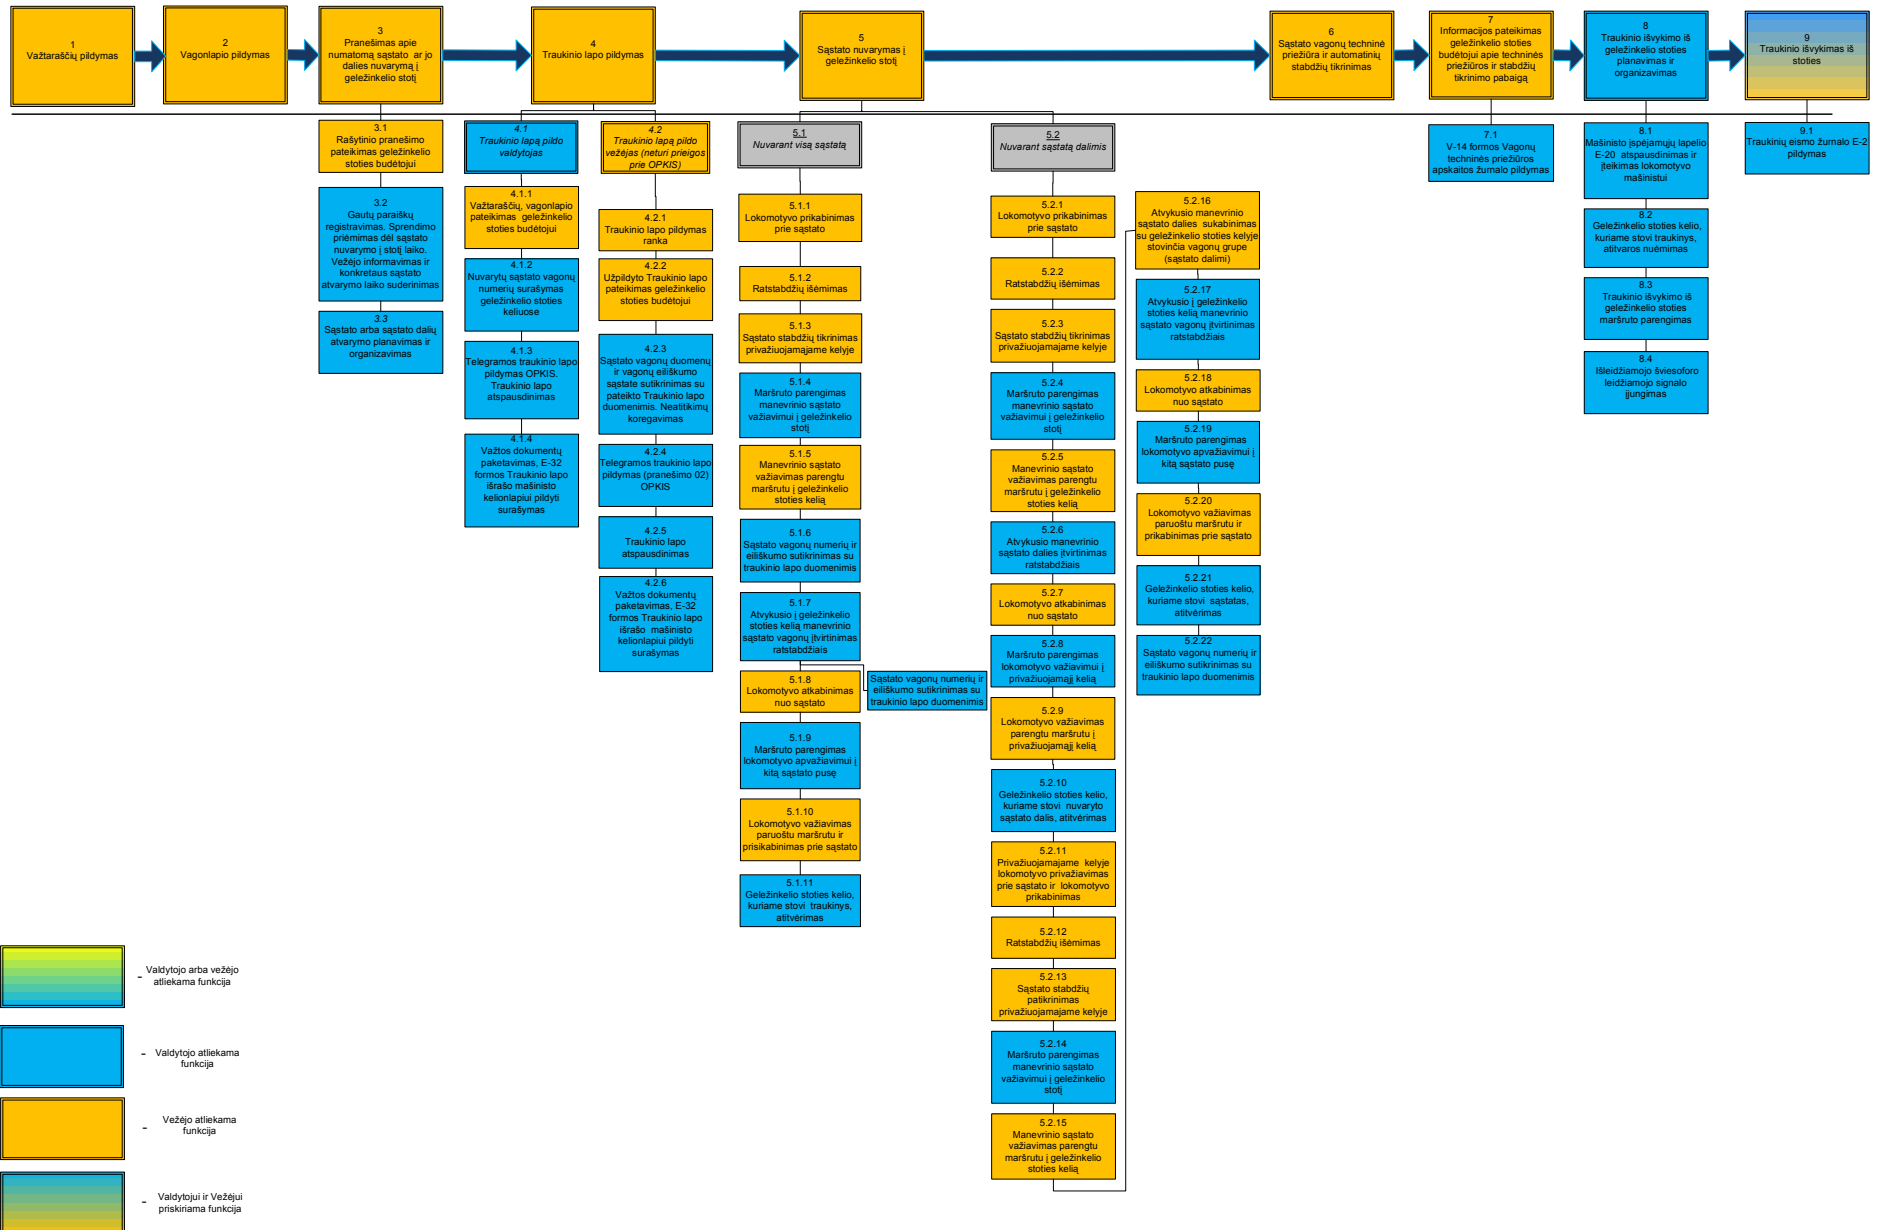 1
Važtaraščių pildymas
2
Vagonlapio pildymas
3
Pranešimas apie
numatomą sąstato  ar jo
dalies nuvarymą į
geležinkelio stotį
4
Traukinio lapo pildymas
5
Sąstato nuvarymas į
geležinkelio stotį
6
Sąstato vagonų techninė
priežiūra ir automatinių
stabdžių tikrinimas
7
Informacijos pateikimas
geležinkelio stoties
budėtojui apie techninės
priežiūros ir stabdžių
tikrinimo pabaigą
8
Traukinio išvykimo iš
geležinkelio stoties
planavimas ir
organizavimas
9
Traukinio išvykimas iš
stoties
3.1
Rašytinio pranešimo
pateikimas geležinkelio
stoties budėtojui
3.2
Gautų paraiškų
registravimas. Sprendimo
priėmimas dėl sąstato
nuvarymo į stotį laiko.
Vežėjo informavimas ir
konkretaus sąstato
atvarymo laiko suderinimas
3.3
Sąstato arba sąstato dalių
atvarymo planavimas ir
organizavimas
4.1
Traukinio lapą pildo
valdytojas
4.1.1
Važtaraščių, vagonlapio
pateikimas  geležinkelio
stoties budėtojui
4.1.2
Nuvarytų sąstato vagonų
numerių surašymas
geležinkelio stoties
keliuose
4.1.3
Telegramos traukinio lapo
pildymas OPKIS.
Traukinio lapo
atspausdinimas
4.1.4
Važtos dokumentų
paketavimas, E-32
formos Traukinio lapo
išrašo mašinisto
kelionlapiui pildyti
surašymas
4.2
Traukinio lapą pildo
vežėjas (neturi prieigos
prie OPKIS)
4.2.1
Traukinio lapo pildymas
ranka
4.2.2
Užpildyto Traukinio lapo
pateikimas geležinkelio
stoties budėtojui
4.2.3
Sąstato vagonų duomenų
ir vagonų eiliškumo
sąstate sutikrinimas su
pateikto Traukinio lapo
duomenimis. Neatitikimų
koregavimas
4.2.4
Telegramos traukinio lapo
pildymas (pranešimo 02)
OPKIS
4.2.5
Traukinio lapo
atspausdinimas
4.2.6
Važtos dokumentų
paketavimas, E-32
formos Traukinio lapo
išrašo  mašinisto
kelionlapiui pildyti
surašymas
5.1
Nuvarant visą sąstatą
5.1.1
Lokomotyvo prikabinimas
prie sąstato
5.1.2
Ratstabdžių išėmimas
5.1.3
Sąstato stabdžių tikrinimas
privažiuojamajame kelyje
5.1.4
Maršruto parengimas
manevrinio sąstato
važiavimui į geležinkelio
stotį
5.1.5
Manevrinio sąstato
važiavimas parengtu
maršrutu į geležinkelio
stoties kelią
5.1.6
Sąstato vagonų numerių ir
eiliškumo sutikrinimas su
traukinio lapo duomenimis
5.1.7
Atvykusio į geležinkelio
stoties kelią manevrinio
sąstato vagonų įtvirtinimas
ratstabdžiais
5.1.8
Lokomotyvo atkabinimas
nuo sąstato
Sąstato vagonų numerių ir
eiliškumo sutikrinimas su
traukinio lapo duomenimis
5.1.9
Maršruto parengimas
lokomotyvo apvažiavimui į
kitą sąstato pusę
5.1.10
Lokomotyvo važiavimas
paruoštu maršrutu ir
prisikabinimas prie sąstato
5.1.11
Geležinkelio stoties kelio,
kuriame stovi  traukinys,
atitvėrimas
5.2
Nuvarant sąstatą dalimis
5.2.1
Lokomotyvo prikabinimas
prie sąstato
5.2.2
Ratstabdžių išėmimas
5.2.3
Sąstato stabdžių tikrinimas
privažiuojamajame kelyje
5.2.4
Maršruto parengimas
manevrinio sąstato
važiavimui į geležinkelio
stotį
5.2.5
Manevrinio sąstato
važiavimas parengtu
maršrutu į geležinkelio
stoties kelią
5.2.6
Atvykusio manevrinio
sąstato dalies įtvirtinimas
ratstabdžiais
5.2.7
Lokomotyvo atkabinimas
nuo sąstato
5.2.8
Maršruto parengimas
lokomotyvo važiavimui į
privažiuojamąjį kelią
5.2.9
Lokomotyvo važiavimas
parengtu maršrutu į
privažiuojamąjį kelią
5.2.10
Geležinkelio stoties kelio,
kuriame stovi  nuvaryto
sąstato dalis, atitvėrimas
5.2.11
Privažiuojamajame  kelyje
lokomotyvo privažiavimas
prie sąstato ir  lokomotyvo
prikabinimas
5.2.12
Ratstabdžių išėmimas
5.2.13
Sąstato stabdžių
patikrinimas
privažiuojamajame kelyje
5.2.14
Maršruto parengimas
manevrinio sąstato
važiavimui į geležinkelio
stotį
5.2.15
Manevrinio sąstato
važiavimas parengtu
maršrutu į geležinkelio
stoties kelią
5.2.16
Atvykusio manevrinio
sąstato dalies  sukabinimas
su geležinkelio stoties kelyje
stovinčia vagonų grupe
(sąstato dalimi)
5.2.17
Atvykusio į geležinkelio
stoties kelią manevrinio
sąstato vagonų įtvirtinimas
ratstabdžiais
5.2.18
Lokomotyvo atkabinimas
nuo sąstato
5.2.19
Maršruto parengimas
lokomotyvo apvažiavimui į
kitą sąstato pusę
5.2.20
Lokomotyvo važiavimas
paruoštu maršrutu ir
prikabinimas prie sąstato
5.2.21
Geležinkelio stoties kelio,
kuriame stovi  sąstatas,
atitvėrimas
5.2.22
Sąstato vagonų numerių ir
eiliškumo sutikrinimas su
traukinio lapo duomenimis
7.1
V-14 formos Vagonų
techninės priežiūros
apskaitos žurnalo pildymas
8.1
Mašinisto įspėjamųjų lapelio
E-20  atspausdinimas ir
įteikimas lokomotyvo
mašinistui
8.2
Geležinkelio stoties kelio,
kuriame stovi traukinys,
atitvaros nuėmimas
8.3
Traukinio išvykimo iš
geležinkelio stoties
maršruto parengimas
8.4
Išleidžiamojo šviesoforo
leidžiamojo signalo
įjungimas
9.1
Traukinių eismo žurnalo E-2
pildymas
- Valdytojo arba vežėjo
atliekama funkcija
- Valdytojo atliekama
funkcija
- Vežėjo atliekama
funkcija
- Valdytojui ir Vežėjui
priskiriama funkcija